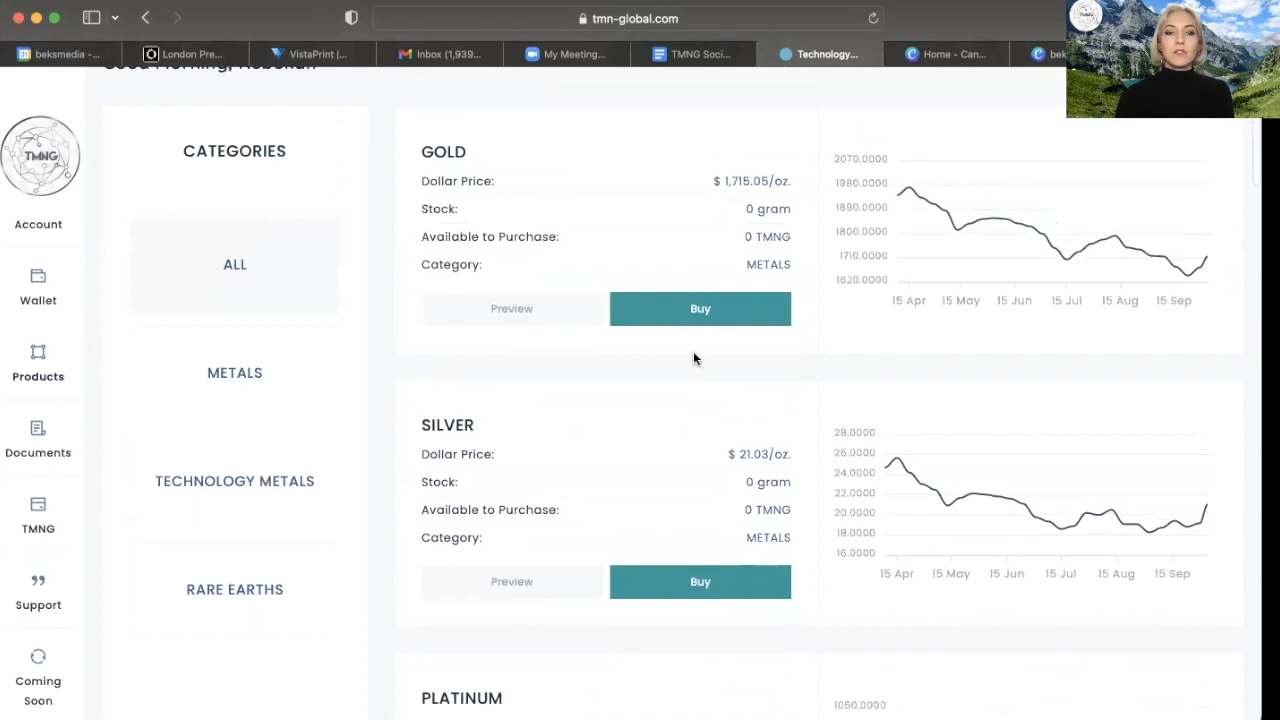 tmn-global.com
beksmedia -...
London Pre...
VistaPrint |...
Inbox (1,939...
My Meeting...
TMNG Soci...
Technology...
Home - Can...
Good Morning, Rebekah
TMNG
Account
Wallet
Products
Documents
TMNG
Support
Coming
Soon
CATEGORIES
ALL
METALS
TECHNOLOGY METALS
RARE EARTHS
GOLD
Dollar Price: $ 1,715.05/oz.
Stock: 0 gram
Available to Purchase: 0 TMNG
Category: METALS
Preview Buy
2070.0000
1980.0000
1890.0000
1800.0000
1710.0000
1620.0000
15 Apr 15 May 15 Jun 15 Jul 15 Aug 15 Sep
SILVER
Dollar Price: $ 21.03/oz.
Stock: 0 gram
Available to Purchase: 0 TMNG
Category: METALS
Preview Buy
28.0000
26.0000
24.0000
22.0000
20.0000
18.0000
16.0000
15 Apr 15 May 15 Jun 15 Jul 15 Aug 15 Sep
PLATINUM
1050.0000